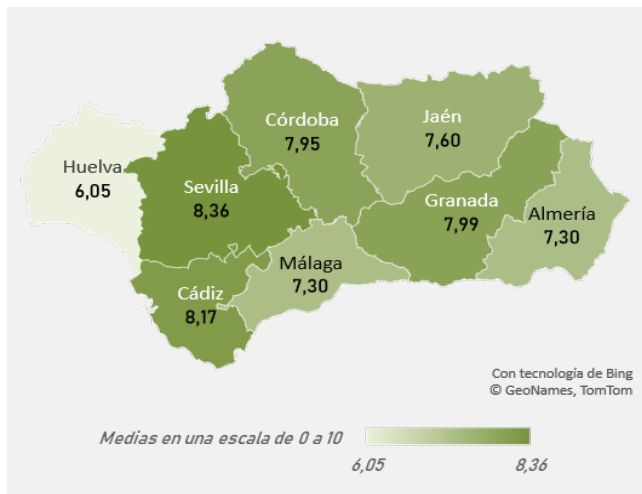 Córdoba
7,95
Jaén
7,60
Huelva
6,05
Sevilla
8,36
Granada
7,99
Almería
7,30
Málaga
7,30
Cádiz
8,17
Con tecnología de Bing
© GeoNames, TomTom
Medias en una escala de 0 a 10
6,05
8,36